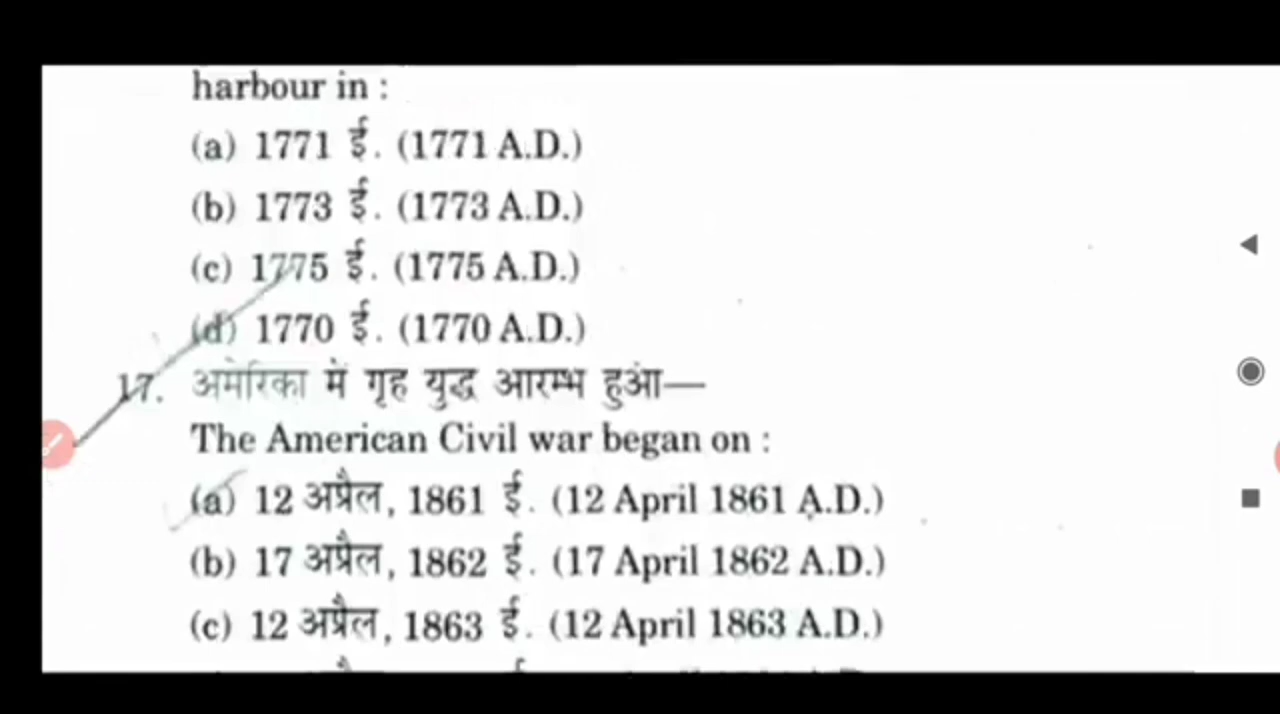 harbour in :
(a) 1771 ई. (1771 A.D.)
(b) 1773 ई. (1773 A.D.)
(c) 1775 ई. (1775 A.D.)
(d) 1770 ई. (1770 A.D.)
17. अमेरिका में गृह युद्ध आरम्भ हुआ—
The American Civil war began on :
(a) 12 अप्रैल, 1861 ई. (12 April 1861 A.D.)
(b) 17 अप्रैल, 1862 ई. (17 April 1862 A.D.)
(c) 12 अप्रैल, 1863 ई. (12 April 1863 A.D.)